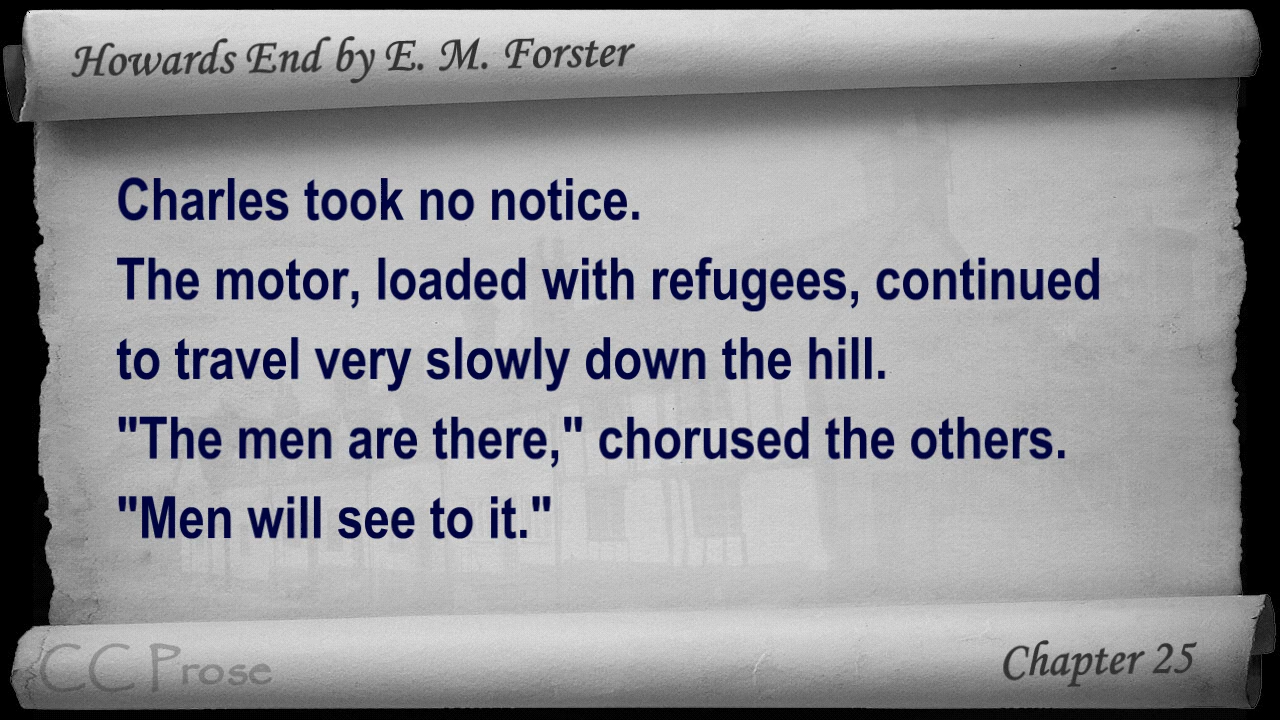 Howards End by E. M. Forster
Charles took no notice.
The motor, loaded with refugees, continued
to travel very slowly down the hill.
"The men are there," chorused the others.
"Men will see to it."
CC Prose
Chapter 25